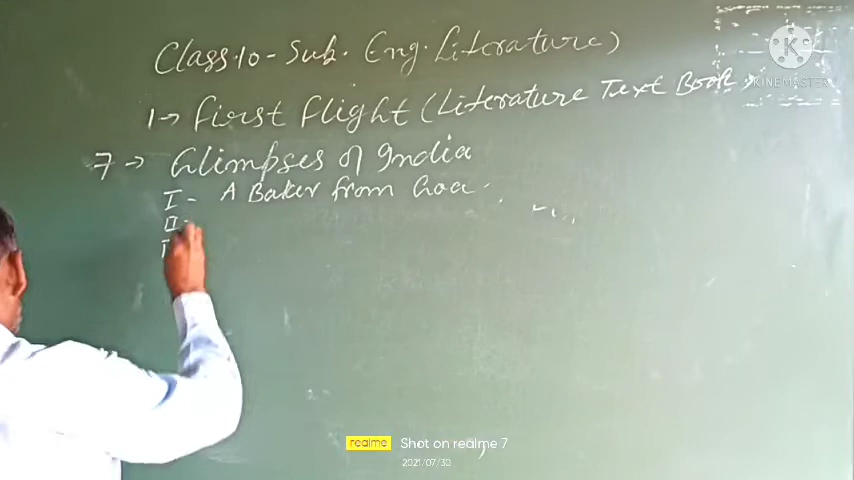 Class.10 - Sub. Eng. Literature)
1 → First flight (Literature Text Book)
7 → Glimpses of India
I - A Baker from Goa.
II -
KINEMASTER
realme Shot on realme 7
2021/07/30